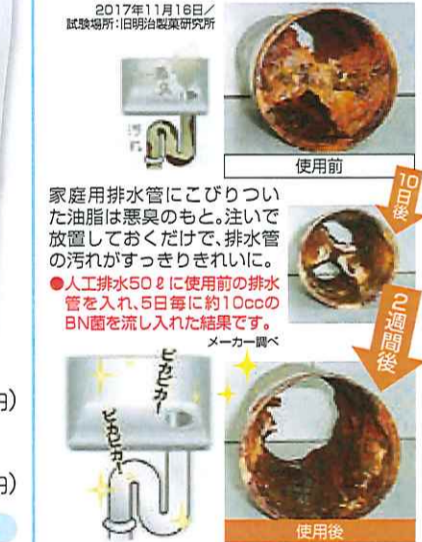 2017年11月16日/
試験場所:旧明治製菓研究所
悪臭
汚れ
使用前
家庭用排水管にこびりつい
た油脂は悪臭のもと。注いで
放置しておくだけで、排水管
の汚れがすっきりきれいに。
●人工排水50ℓに使用前の排水
管を入れ、5日毎に約10ccの
BN菌を流し入れた結果です。
メーカー調べ
10日後
2週間後
ピカピカー
ピカピカー
円)
円)
使用後